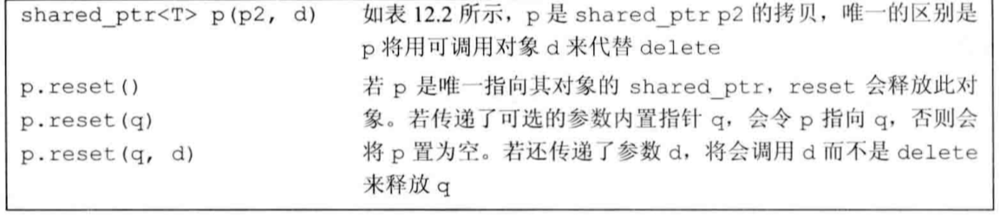 shared_ptr<T> p(p2, d) 如表 12.2 所示，p 是 shared_ptr p2 的拷贝，唯一的区别是
p 将用可调用对象 d 来代替 delete
p.reset() 若 p 是唯一指向其对象的 shared_ptr，reset 会释放此对
p.reset(q) 象。若传递了可选的参数内置指针 q，会令 p 指向 q，否则会
p.reset(q, d) 将 p 置为空。若还传递了参数 d，将会调用 d 而不是 delete
来释放 q